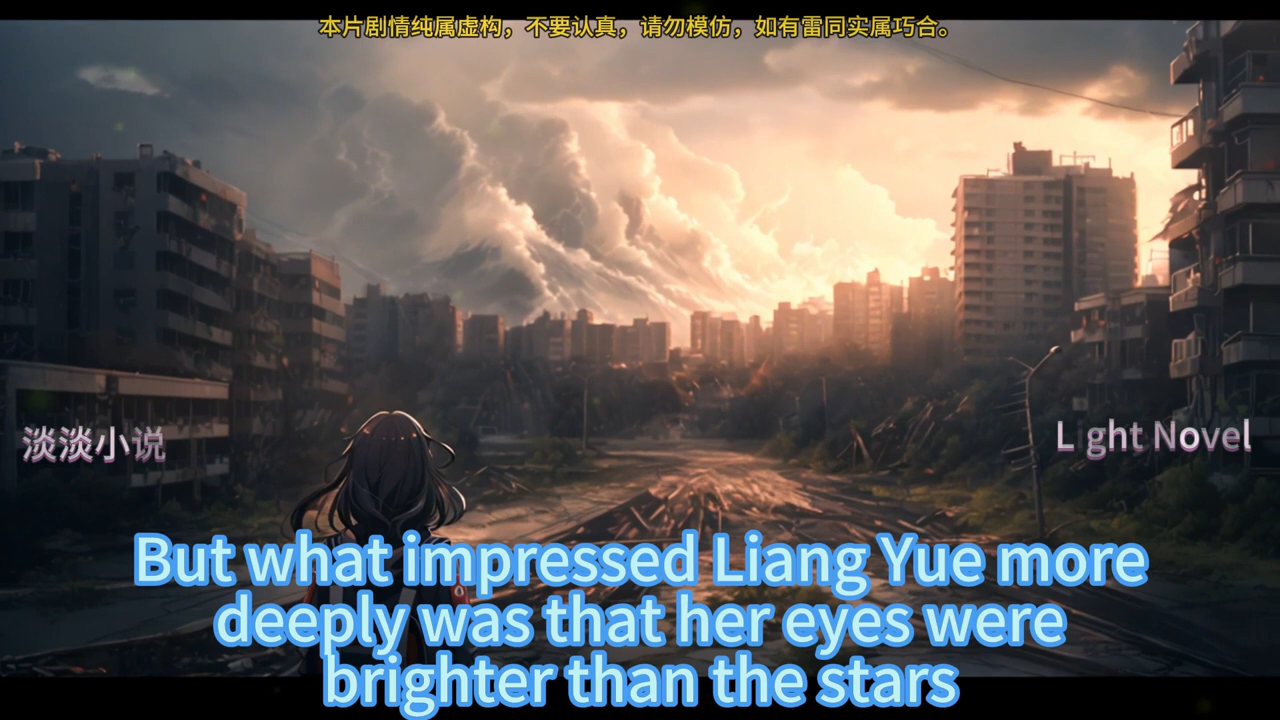 本片剧情纯属虚构，不要认真，请勿模仿，如有雷同实属巧合。
淡淡小说
Light Novel
But what impressed Liang Yue more
deeply was that her eyes were
brighter than the stars